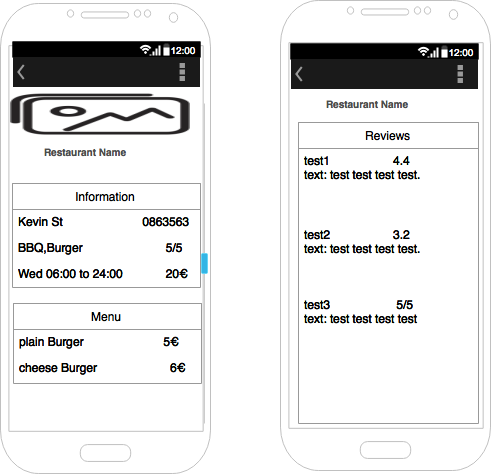 12:00
Restaurant Name
Information
Kevin St 0863563
BBQ,Burger 5/5
Wed 06:00 to 24:00 20€
Menu
plain Burger 5€
cheese Burger 6€
12:00
Restaurant Name
Reviews
test1 4.4
text: test test test test.
test2 3.2
text: test test test test.
test3 5/5
text: test test test test